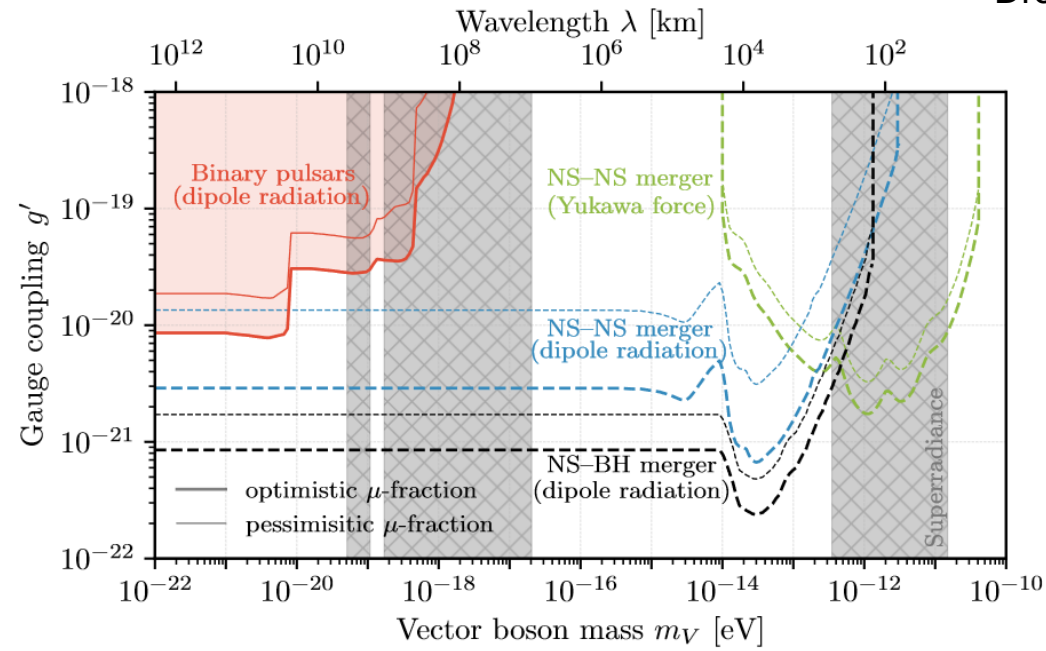 Wavelength λ [km]
10^12 10^10 10^8 10^6 10^4 10^2
10^−18
10^−19
10^−20
10^−21
10^−22
Gauge coupling g′
Binary pulsars
(dipole radiation)
NS–NS merger
(Yukawa force)
NS–NS merger
(dipole radiation)
NS–BH merger
(dipole radiation)
Superradiance
optimistic μ-fraction
pessimisitic μ-fraction
10^−22 10^−20 10^−18 10^−16 10^−14 10^−12 10^−10
Vector boson mass m_V [eV]